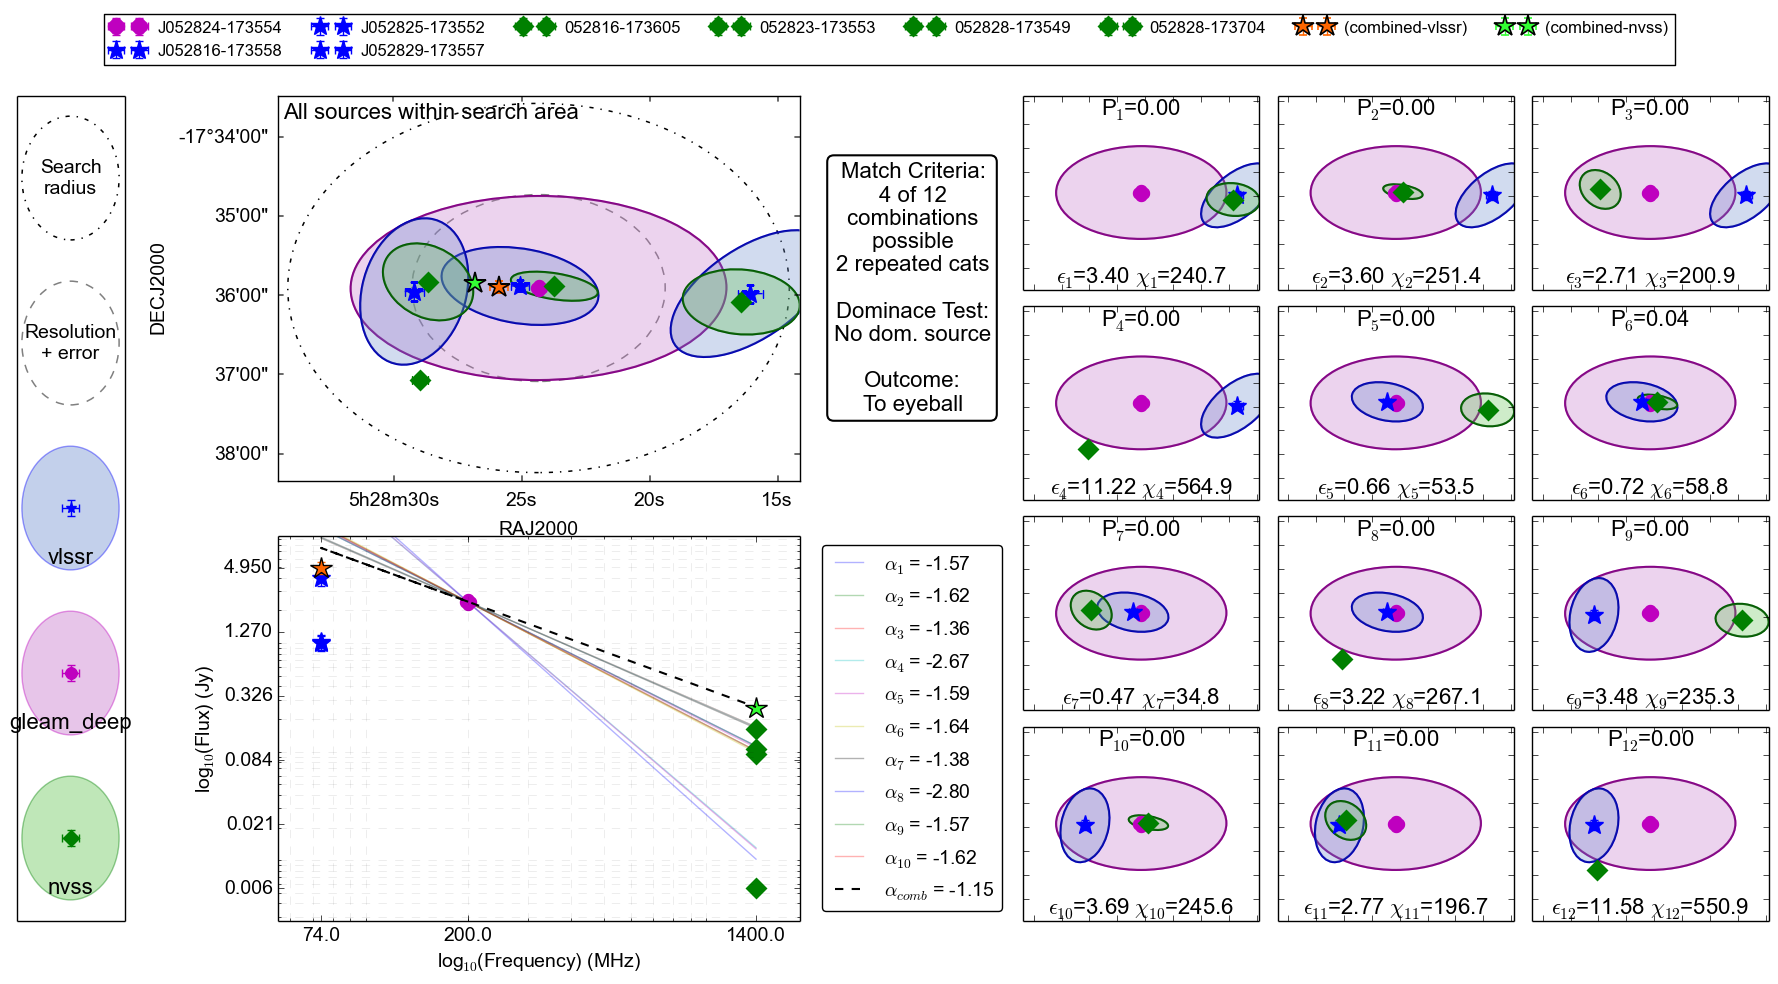 J052824-173554 J052825-173552 052816-173605 052823-173553 052828-173549 052828-173704 (combined-vlssr) (combined-nvss)
J052816-173558 J052829-173557
Search
radius
Resolution
+ error
vlssr
gleam_deep
nvss
All sources within search area
DECJ2000
-17°34'00"
35'00"
36'00"
37'00"
38'00"
5h28m30s 25s 20s 15s
RAJ2000
Match Criteria:
4 of 12
combinations
possible
2 repeated cats
Dominace Test:
No dom. source
Outcome:
To eyeball
log10(Flux) (Jy)
4.950
1.270
0.326
0.084
0.021
0.006
74.0 200.0 1400.0
log10(Frequency) (MHz)
α1 = -1.57
α2 = -1.62
α3 = -1.36
α4 = -2.67
α5 = -1.59
α6 = -1.64
α7 = -1.38
α8 = -2.80
α9 = -1.57
α10 = -1.62
αcomb = -1.15
P1=0.00 P2=0.00 P3=0.00
ϵ1=3.40 χ1=240.7 ϵ2=3.60 χ2=251.4 ϵ3=2.71 χ3=200.9
P4=0.00 P5=0.00 P6=0.04
ϵ4=11.22 χ4=564.9 ϵ5=0.66 χ5=53.5 ϵ6=0.72 χ6=58.8
P7=0.00 P8=0.00 P9=0.00
ϵ7=0.47 χ7=34.8 ϵ8=3.22 χ8=267.1 ϵ9=3.48 χ9=235.3
P10=0.00 P11=0.00 P12=0.00
ϵ10=3.69 χ10=245.6 ϵ11=2.77 χ11=196.7 ϵ12=11.58 χ12=550.9